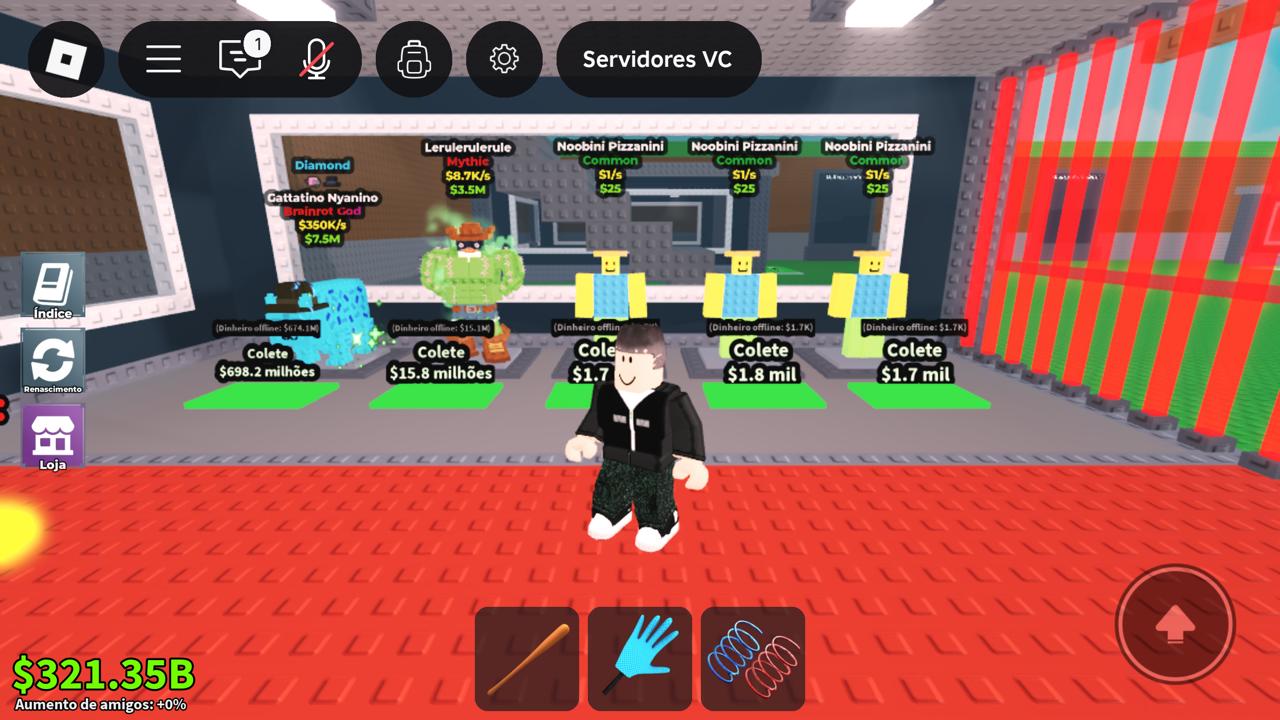 1
Servidores VC
Diamond
Gattatino Nyanino
Brainrot God
$350K/s
$7.5M
Lerulerulerule
Mythic
$8.7K/s
$3.5M
Noobini Pizzanini
Common
$1/s
$25
Noobini Pizzanini
Common
$1/s
$25
Noobini Pizzanini
Common
$1/s
$25
Índice
Renascimento
Loja
(Dinheiro offline: $674.1M)
Colete
$698.2 milhões
(Dinheiro offline: $15.1M)
Colete
$15.8 milhões
(Dinheiro
$1.7
(Dinheiro offline: $1.7K)
Colete
$1.8 mil
(Dinheiro offline: $1.7K)
Colete
$1.7 mil
$321.35B
Aumento de amigos: +0%